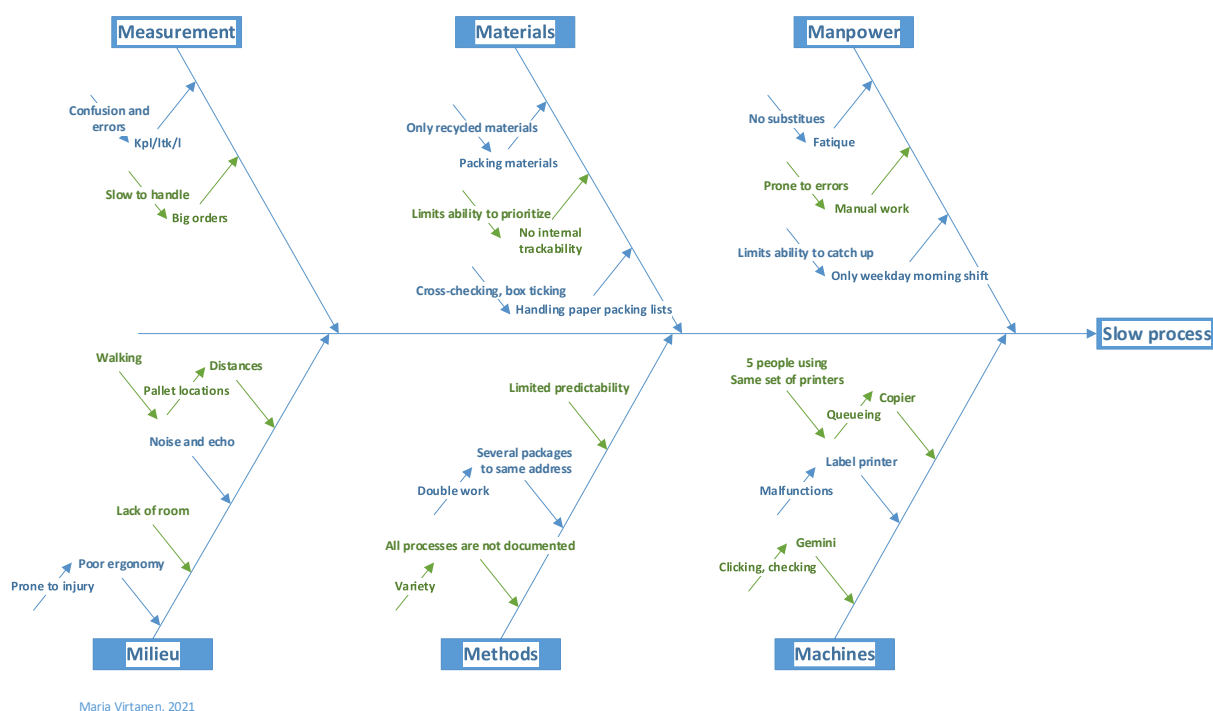 Measurement
Materials
Manpower
Confusion and
errors
Kpl/ltk/l
Slow to handle
Big orders
Only recycled materials
Packing materials
Limits ability to prioritize
No internal
trackability
Cross-checking, box ticking
Handling paper packing lists
No substitues
Fatique
Prone to errors
Manual work
Limits ability to catch up
Only weekday morning shift
Slow process
Walking
Distances
Pallet locations
Noise and echo
Lack of room
Poor ergonomy
Prone to injury
Limited predictability
Several packages
to same address
Double work
All processes are not documented
Variety
5 people using
Same set of printers
Copier
Queueing
Label printer
Malfunctions
Gemini
Clicking, checking
Milieu
Methods
Machines
Maria Virtanen, 2021